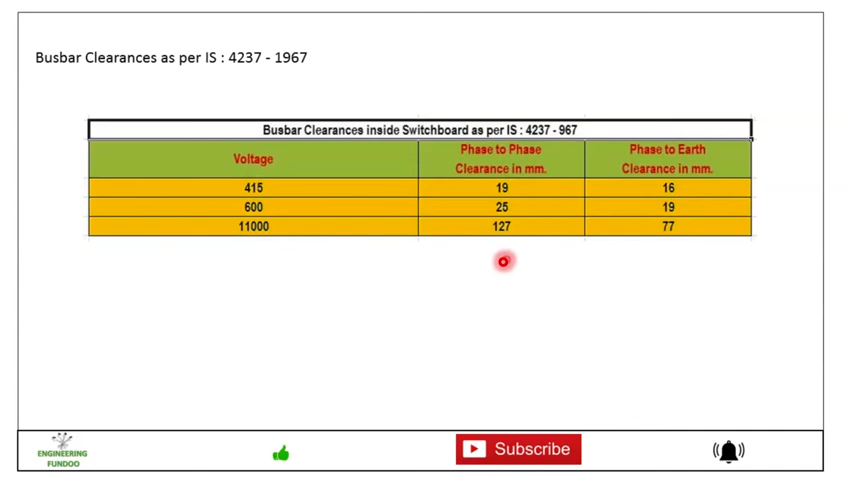 Busbar Clearances as per IS : 4237 - 1967
Busbar Clearances inside Switchboard as per IS : 4237 - 967
Voltage
Phase to Phase
Clearance in mm.
Phase to Earth
Clearance in mm.
415 19 16
600 25 19
11000 127 77
ENGINEERING
FUNDOO
Subscribe